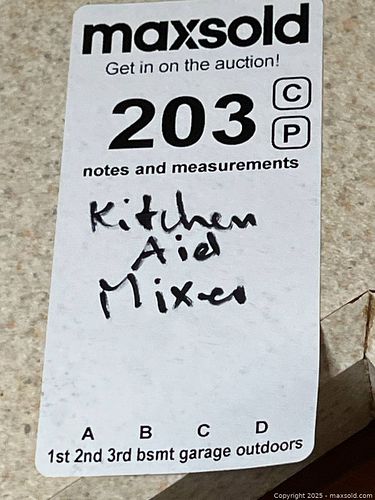 maxsold
Get in on the auction!
203 C
P
notes and measurements
Kitchen
Aid
Mixer
A B C D
1st 2nd 3rd bsmt garage outdoors
Copyright 2025 - maxsold.com